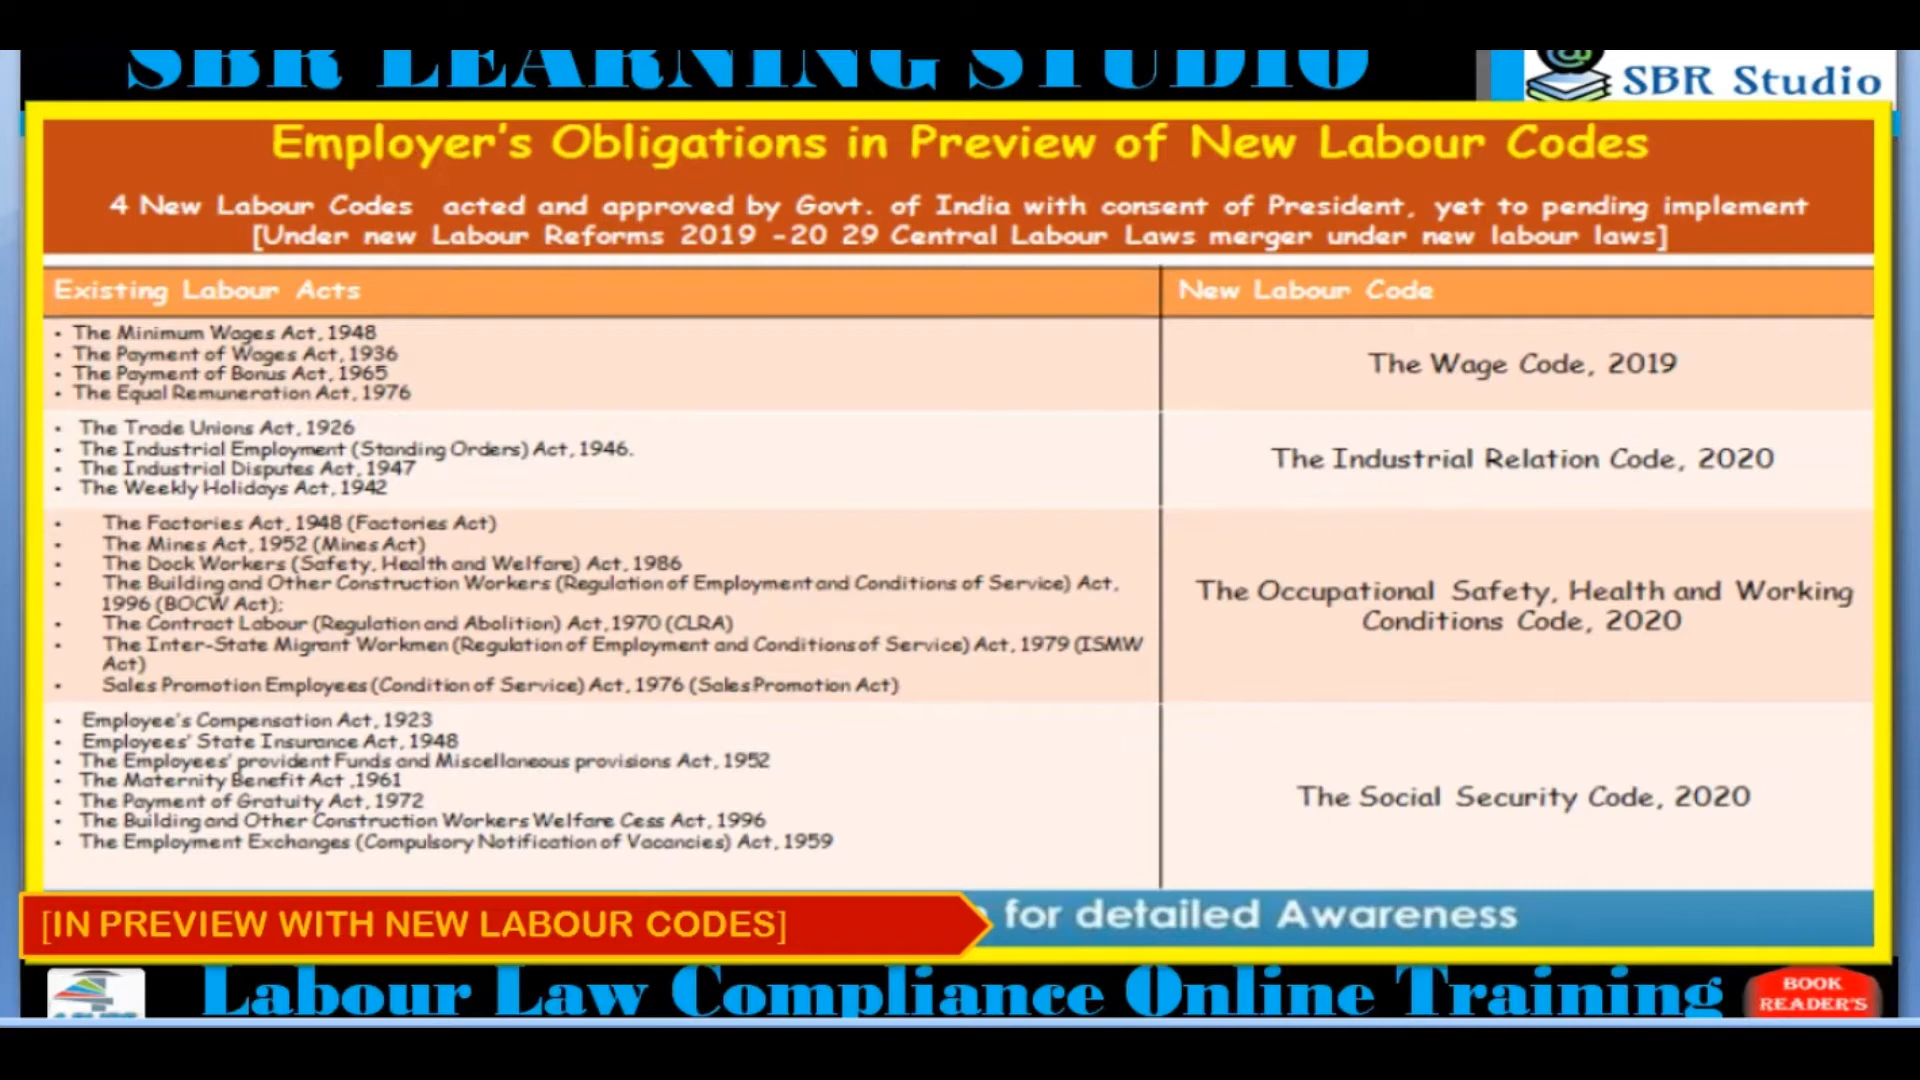 SBR LEARNING STUDIO
SBR Studio
Employer's Obligations in Preview of New Labour Codes
4 New Labour Codes acted and approved by Govt. of India with consent of President, yet to pending implement
[Under new Labour Reforms 2019 -20 29 Central Labour Laws merger under new labour laws]
Existing Labour Acts
New Labour Code
• The Minimum Wages Act, 1948
• The Payment of Wages Act, 1936
• The Payment of Bonus Act, 1965
• The Equal Remuneration Act, 1976
The Wage Code, 2019
• The Trade Unions Act, 1926
• The Industrial Employment (Standing Orders) Act, 1946.
• The Industrial Disputes Act, 1947
• The Weekly Holidays Act, 1942
The Industrial Relation Code, 2020
• The Factories Act, 1948 (Factories Act)
• The Mines Act, 1952 (Mines Act)
• The Dock Workers (Safety, Health and Welfare) Act, 1986
• The Building and Other Construction Workers (Regulation of Employment and Conditions of Service) Act,
1996 (BOCW Act);
• The Contract Labour (Regulation and Abolition) Act, 1970 (CLRA)
• The Inter-State Migrant Workmen (Regulation of Employment and Conditions of Service) Act, 1979 (ISMW
Act)
• Sales Promotion Employees (Condition of Service) Act, 1976 (Sales Promotion Act)
The Occupational Safety, Health and Working
Conditions Code, 2020
• Employee's Compensation Act, 1923
• Employees' State Insurance Act, 1948
• The Employees' provident Funds and Miscellaneous provisions Act, 1952
• The Maternity Benefit Act ,1961
• The Payment of Gratuity Act, 1972
• The Building and Other Construction Workers Welfare Cess Act, 1996
• The Employment Exchanges (Compulsory Notification of Vacancies) Act, 1959
The Social Security Code, 2020
[IN PREVIEW WITH NEW LABOUR CODES]
for detailed Awareness
Labour Law Compliance Online Training
BOOK
READER'S